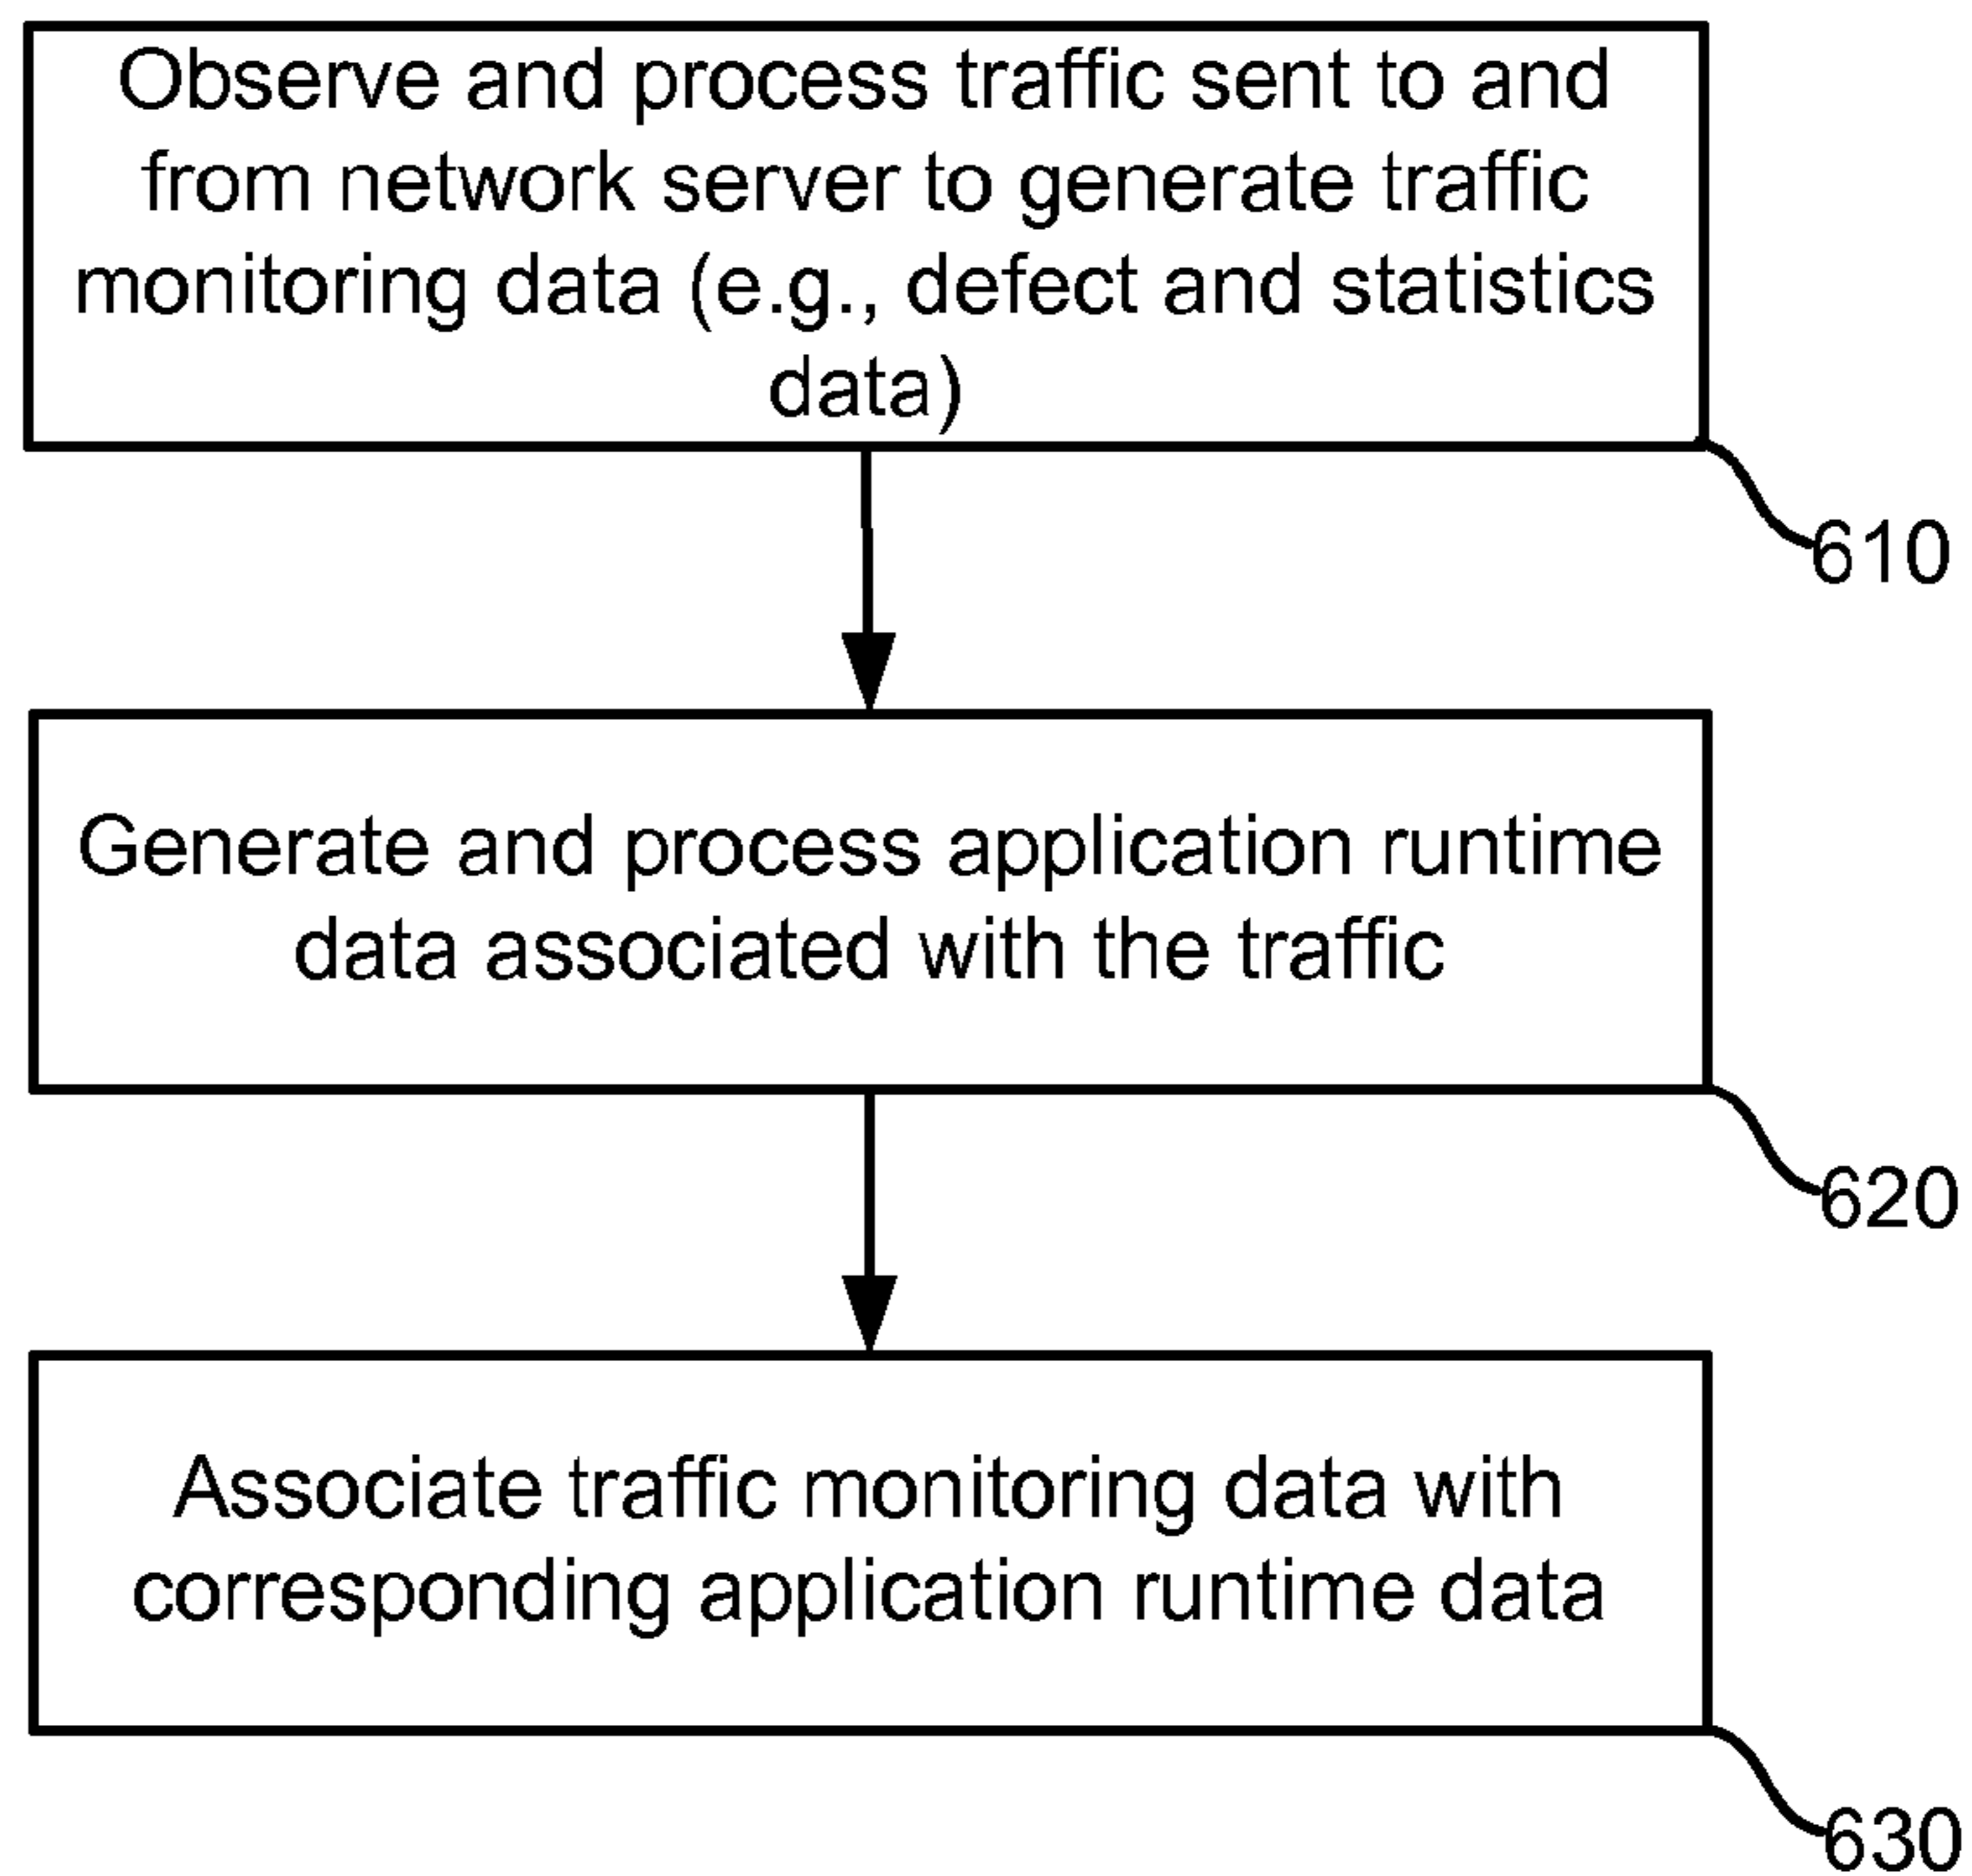 Observe and process traffic sent to and
from network server to generate traffic
monitoring data (e.g., defect and statistics
data)
610
Generate and process application runtime
data associated with the traffic
620
Associate traffic monitoring data with
corresponding application runtime data
630